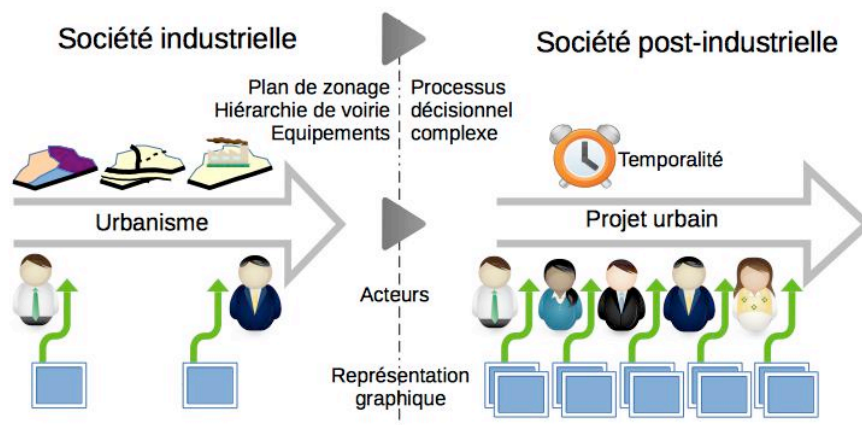 Société industrielle
Société post-industrielle
Plan de zonage
Hiérarchie de voirie
Equipements
Processus
décisionnel
complexe
Temporalité
Urbanisme
Projet urbain
Acteurs
Représentation
graphique